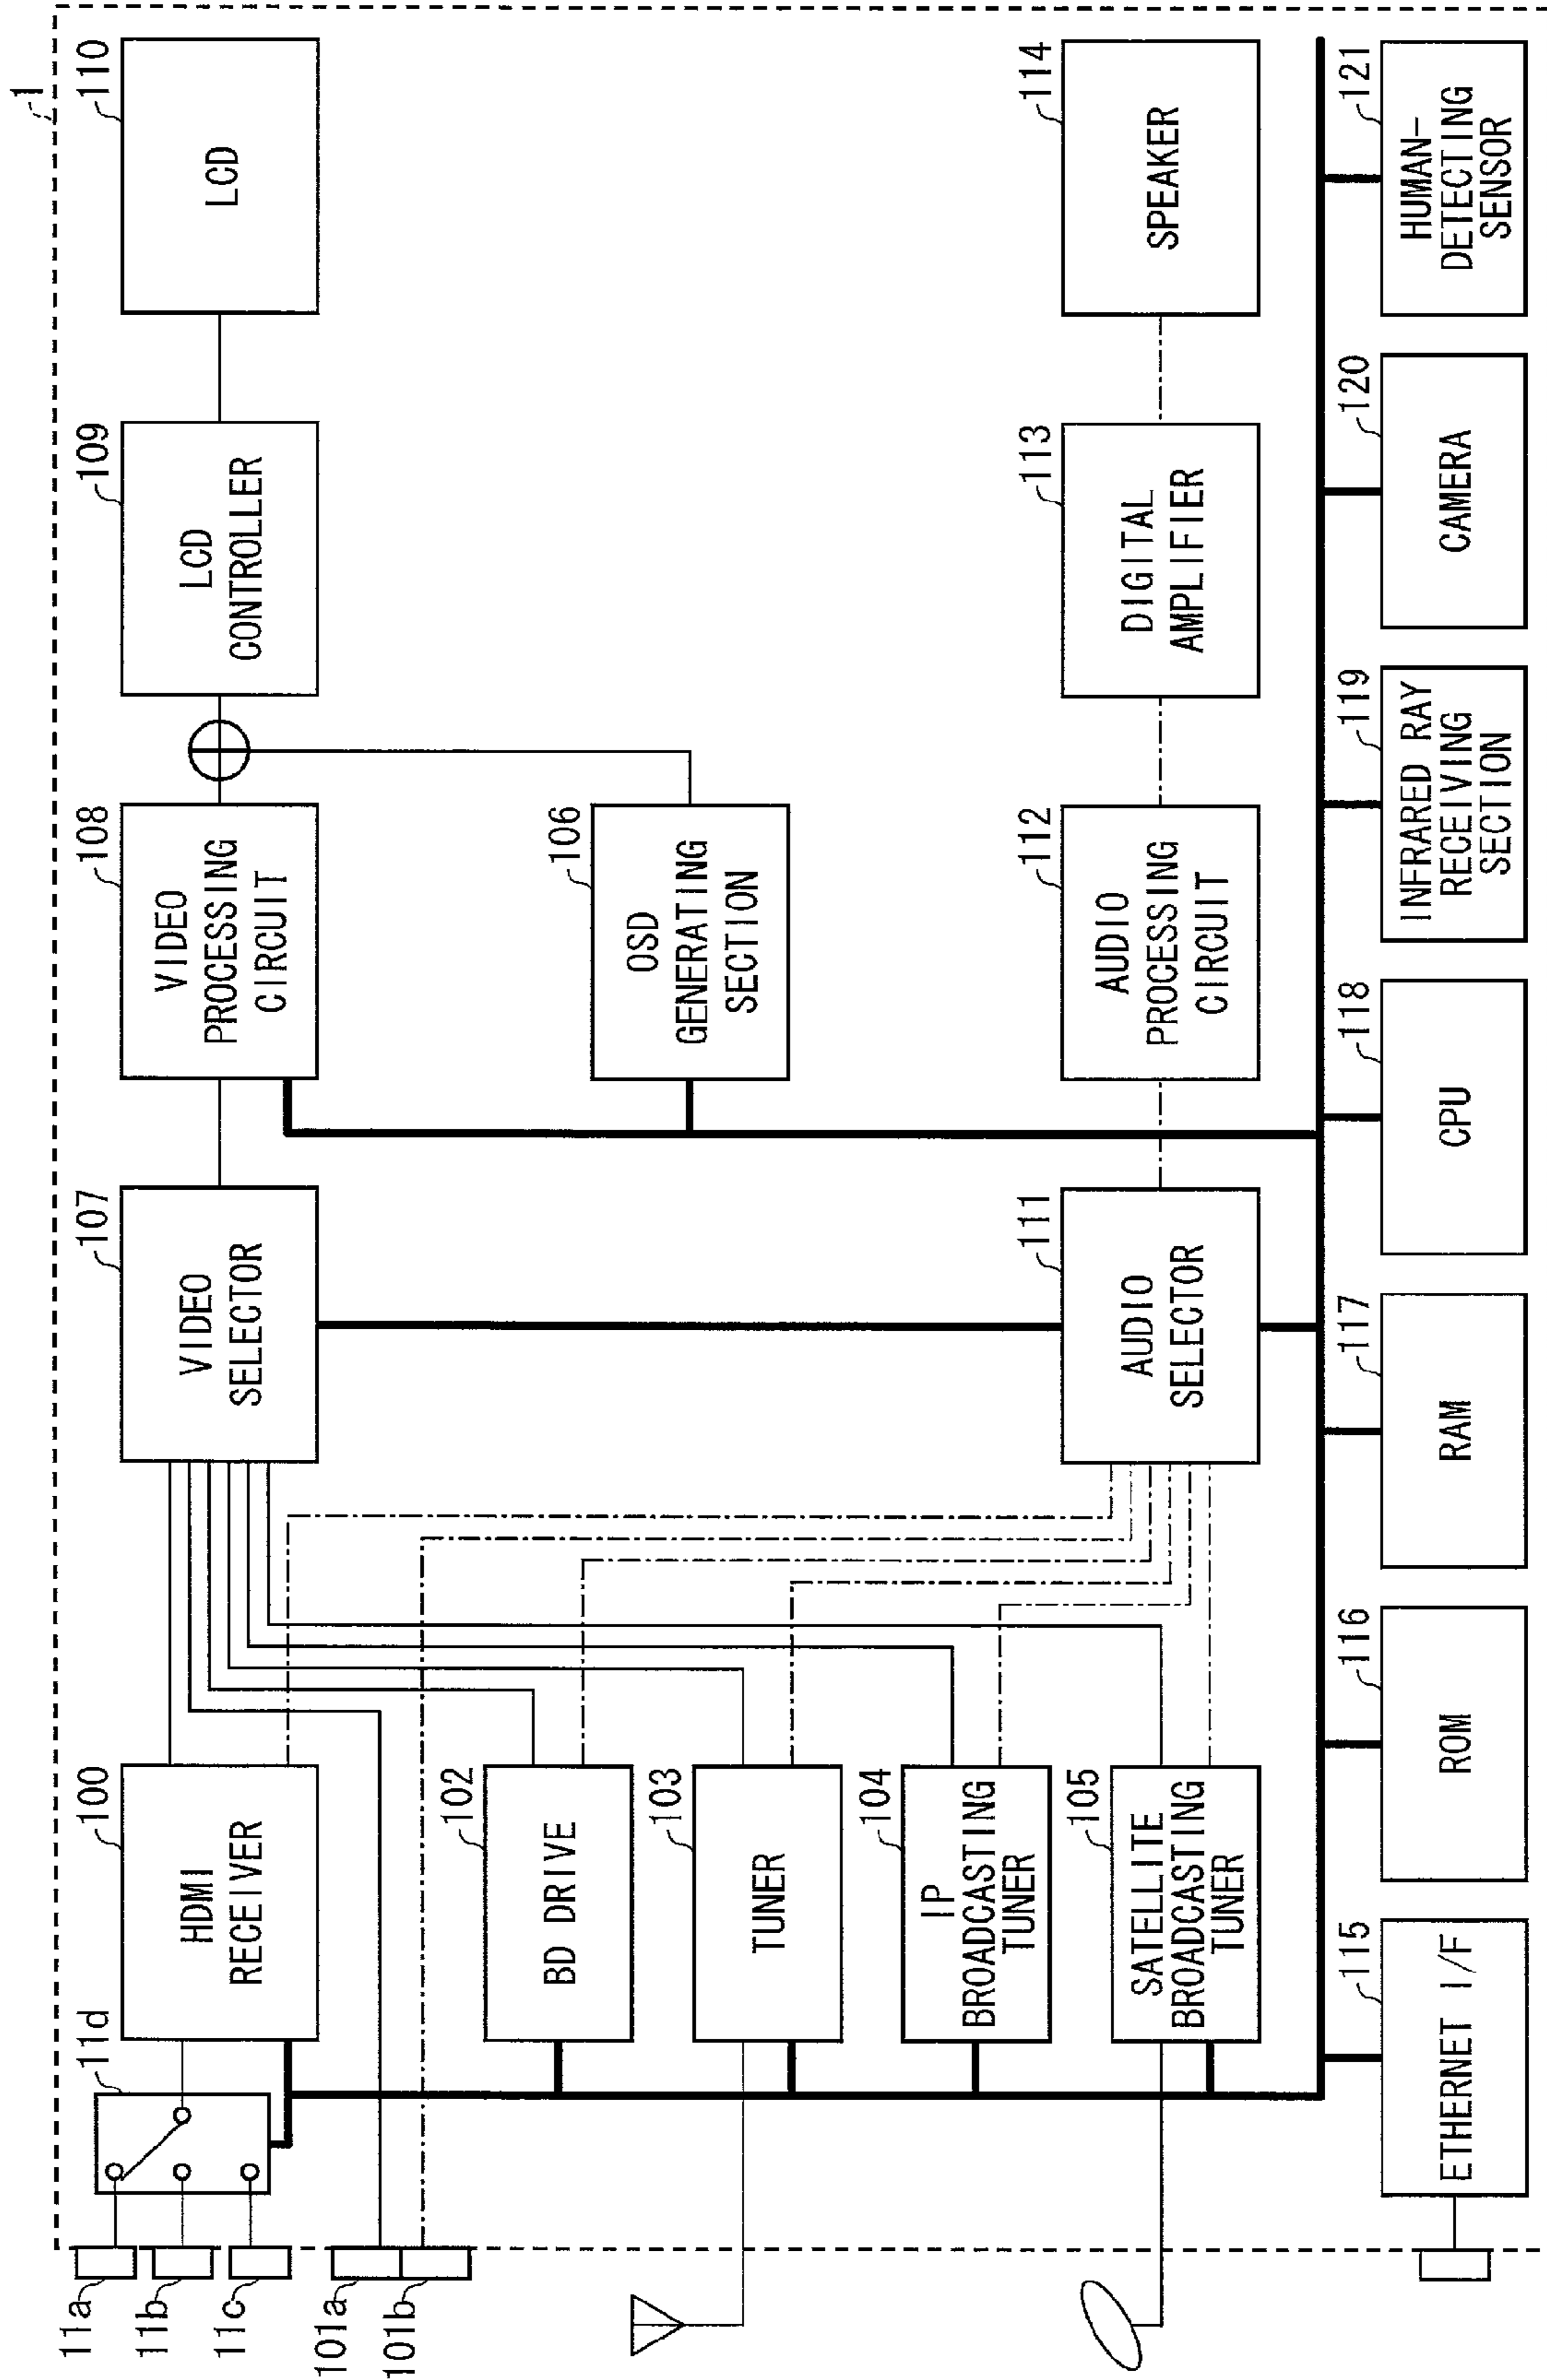 1
11a
11b
11c
11d
100
HDMI
RECEIVER
101a
101b
102
BD DRIVE
103
TUNER
104
IP
BROADCASTING
TUNER
105
SATELLITE
BROADCASTING
TUNER
107
VIDEO
SELECTOR
108
VIDEO
PROCESSING
CIRCUIT
109
LCD
CONTROLLER
110
LCD
106
OSD
GENERATING
SECTION
111
AUDIO
SELECTOR
112
AUDIO
PROCESSING
CIRCUIT
113
DIGITAL
AMPLIFIER
114
SPEAKER
115
ETHERNET I/F
116
ROM
117
RAM
118
CPU
119
INFRARED RAY
RECEIVING
SECTION
120
CAMERA
121
HUMAN-
DETECTING
SENSOR